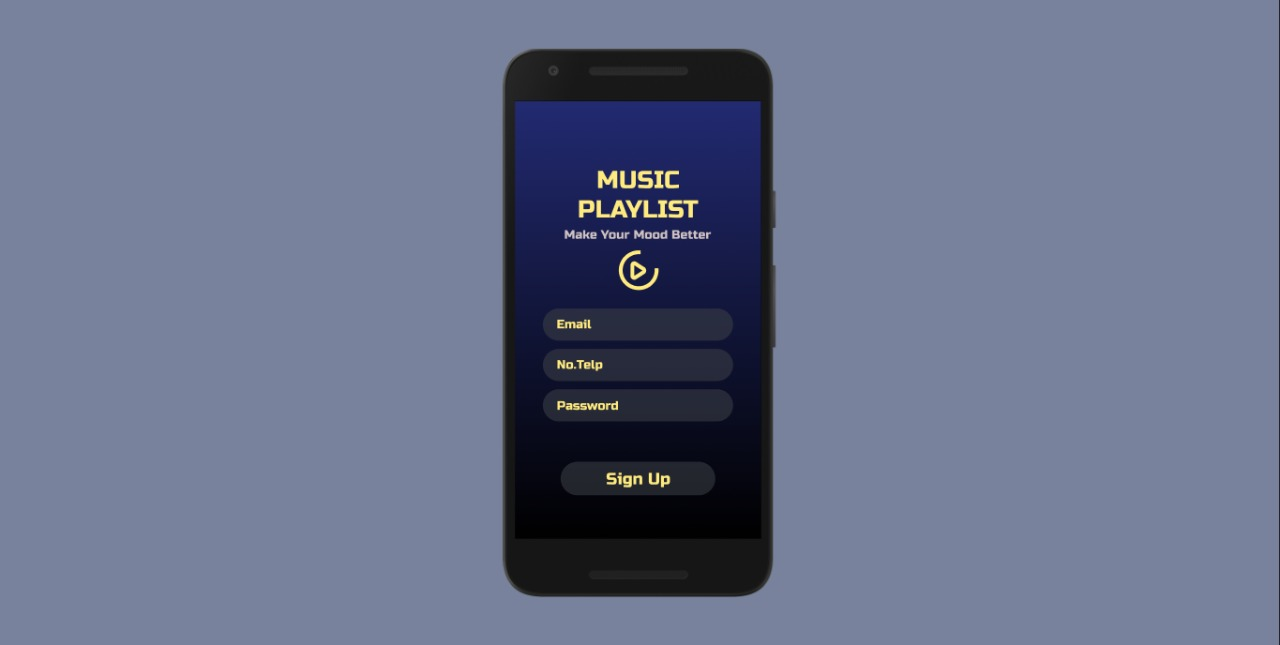 MUSIC
PLAYLIST
Make Your Mood Better
Email
No.Telp
Password
Sign Up